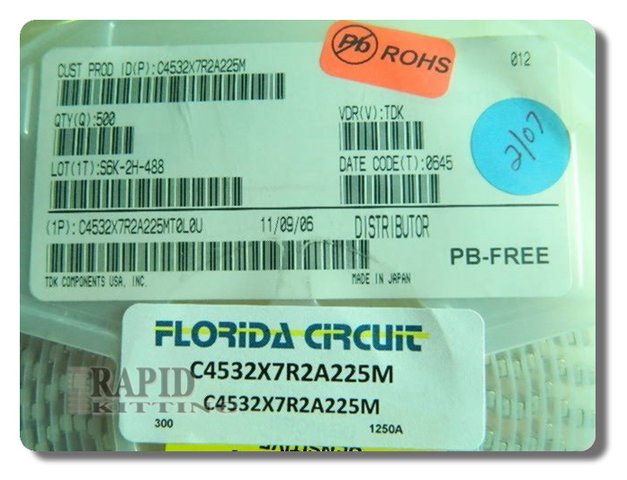 Pb ROHS
012
CUST PROD ID(P):C4532X7R2A225M
QTY(Q):500
VDR(V):TDK
2/07
LOT(1T):S6K-2H-488
DATE CODE(T):0645
(1P):C4532X7R2A225MT0L0U
11/09/06
DISTRIBUTOR
PB-FREE
TDK COMPONENTS USA, INC.
MADE IN JAPAN
FLORIDA CIRCUIT
C4532X7R2A225M
C4532X7R2A225M
300
1250A
RAPID
KITTING